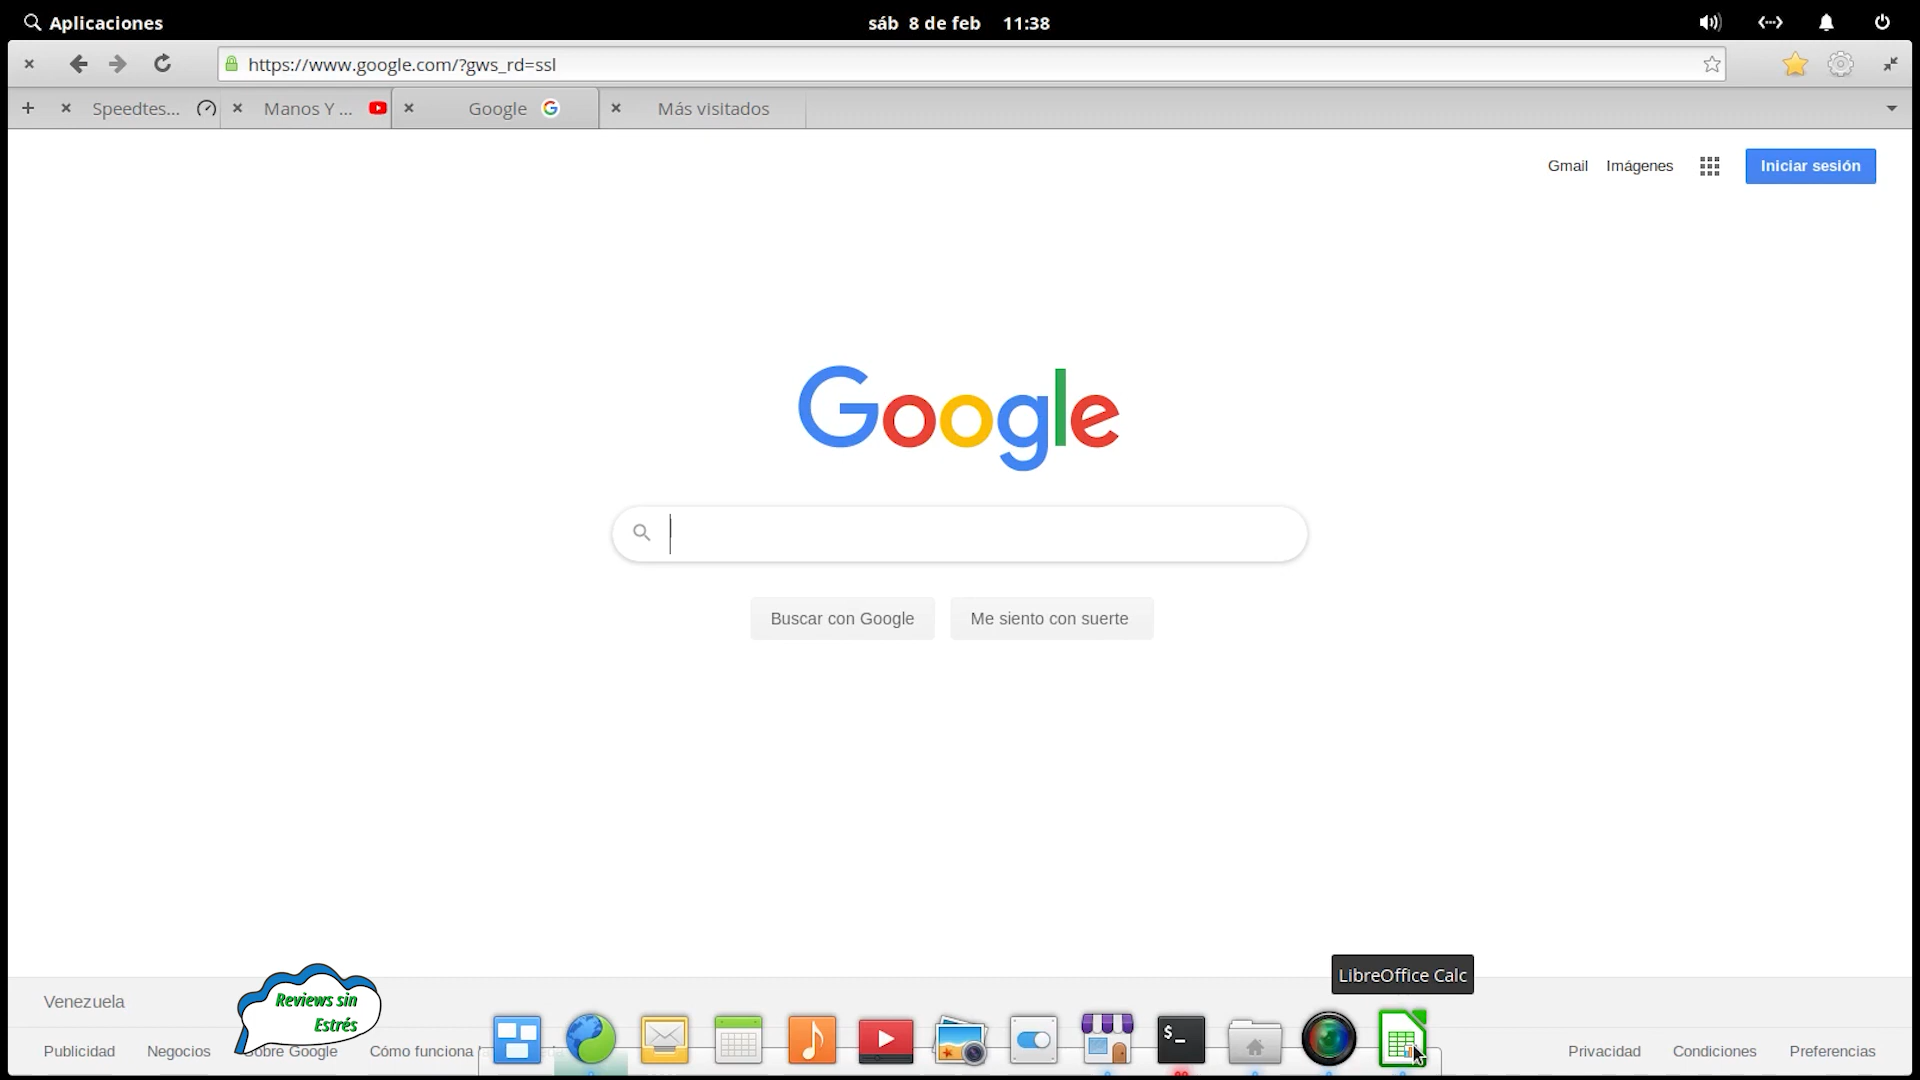 Aplicaciones
sáb 8 de feb 11:38
https://www.google.com/?gws_rd=ssl
Speedtes...
Manos Y ...
Google
Más visitados
Gmail
Imágenes
Iniciar sesión
Google
Buscar con Google
Me siento con suerte
LibreOffice Calc
Venezuela
Reviews sin
Estrés
Publicidad
Negocios
Sobre Google
Cómo funciona
$_
Privacidad
Condiciones
Preferencias